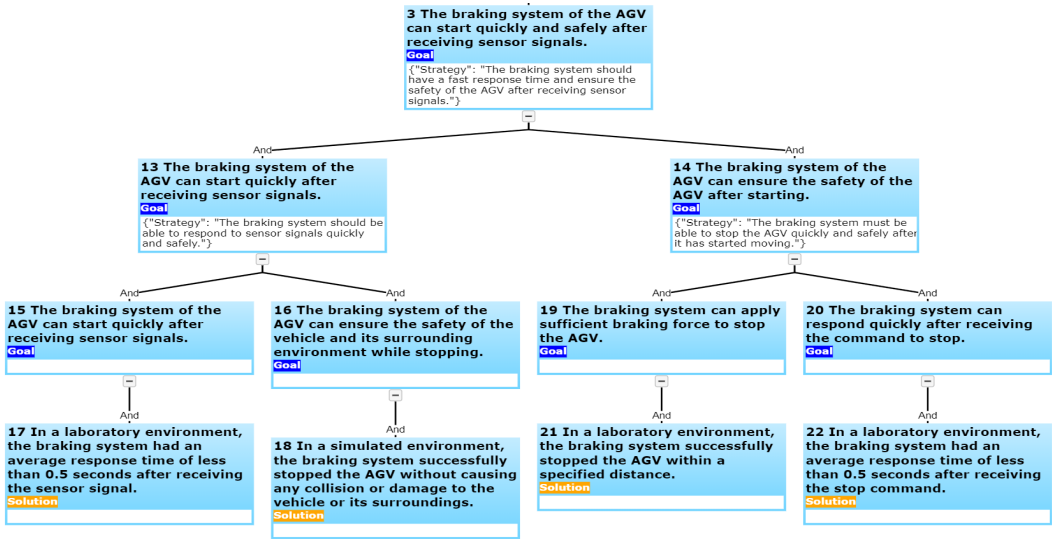 3 The braking system of the AGV
can start quickly and safely after
receiving sensor signals.
Goal
{"Strategy": "The braking system should
have a fast response time and ensure the
safety of the AGV after receiving sensor
signals."}
And
And
13 The braking system of the
AGV can start quickly after
receiving sensor signals.
Goal
{"Strategy": "The braking system should be
able to respond to sensor signals quickly
and safely."}
14 The braking system of the
AGV can ensure the safety of the
AGV after starting.
Goal
{"Strategy": "The braking system must be
able to stop the AGV quickly and safely after
it has started moving."}
And
And
And
And
15 The braking system of the
AGV can start quickly after
receiving sensor signals.
Goal
16 The braking system of the
AGV can ensure the safety of the
vehicle and its surrounding
environment while stopping.
Goal
19 The braking system can apply
sufficient braking force to stop
the AGV.
Goal
20 The braking system can
respond quickly after receiving
the command to stop.
Goal
And
And
And
And
17 In a laboratory environment,
the braking system had an
average response time of less
than 0.5 seconds after receiving
the sensor signal.
Solution
18 In a simulated environment,
the braking system successfully
stopped the AGV without causing
any collision or damage to the
vehicle or its surroundings.
Solution
21 In a laboratory environment,
the braking system successfully
stopped the AGV within a
specified distance.
Solution
22 In a laboratory environment,
the braking system had an
average response time of less
than 0.5 seconds after receiving
the stop command.
Solution